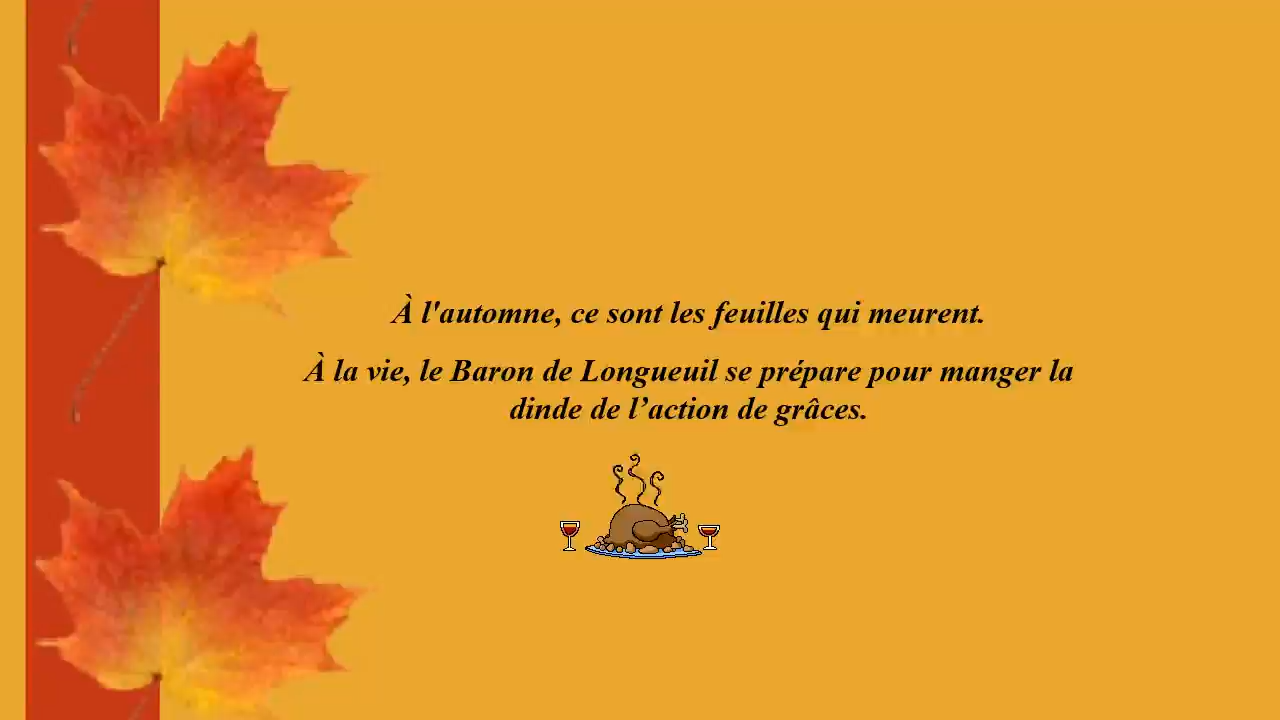 À l'automne, ce sont les feuilles qui meurent.
À la vie, le Baron de Longueuil se prépare pour manger la
dinde de l’action de grâces.